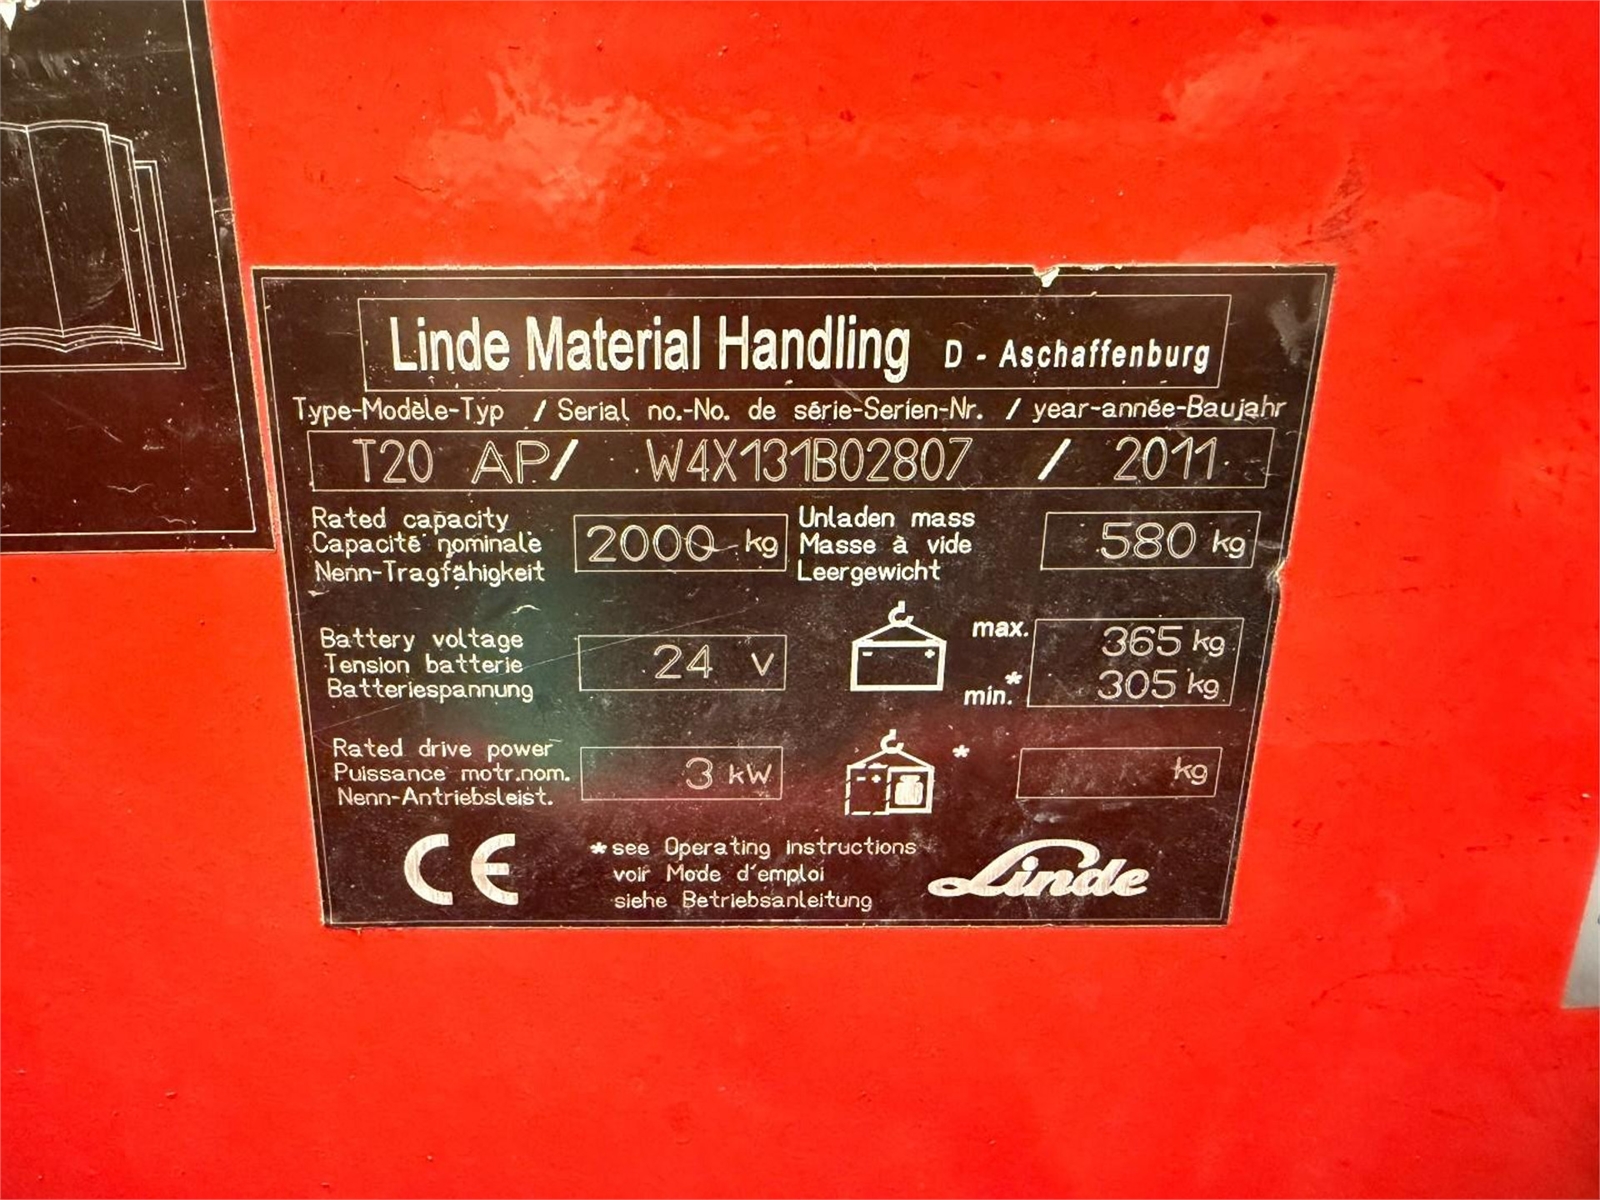 Linde Material Handling D - Aschaffenburg
Type-Modèle-Typ / Serial no.-No. de série-Serien-Nr. / year-année-Baujahr
T20 AP/ W4X131B02807 / 2011
Rated capacity
Capacité nominale
Nenn-Tragfähigkeit
2000 kg
Unladen mass
Masse à vide
Leergewicht
580 kg
Battery voltage
Tension batterie
Batteriespannung
24 V
max. 365 kg
min.* 305 kg
Rated drive power
Puissance motr.nom.
Nenn-Antriebsleist.
3 kW
* kg
CE
*see Operating instructions
voir Mode d'emploi
siehe Betriebsanleitung
Linde